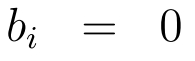 b_i = 0